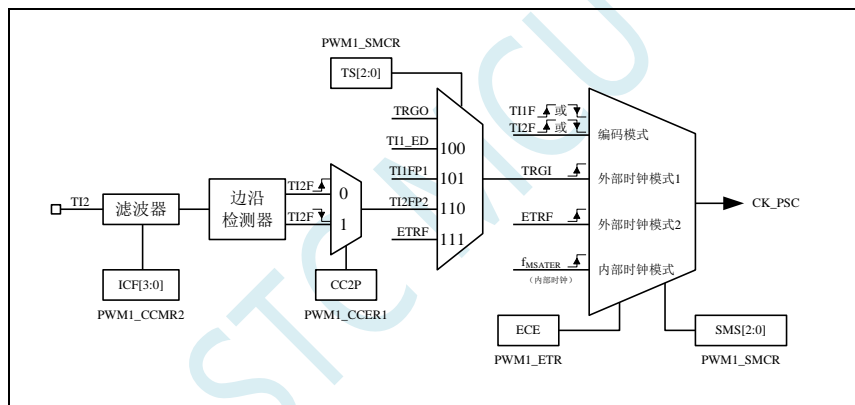 STC MCU
PWM1_SMCR
TS[2:0]
TRGO
TI1_ED
TI1FP1
TI2FP2
ETRF
100
101
110
111
TI2
滤波器
边沿
检测器
TI2F
TI2F
0
1
ICF[3:0]
PWM1_CCMR2
CC2P
PWM1_CCER1
TI1F 或
TI2F 或
编码模式
TRGI
外部时钟模式1
ETRF
外部时钟模式2
fMSATER
(内部时钟)
内部时钟模式
CK_PSC
ECE
PWM1_ETR
SMS[2:0]
PWM1_SMCR